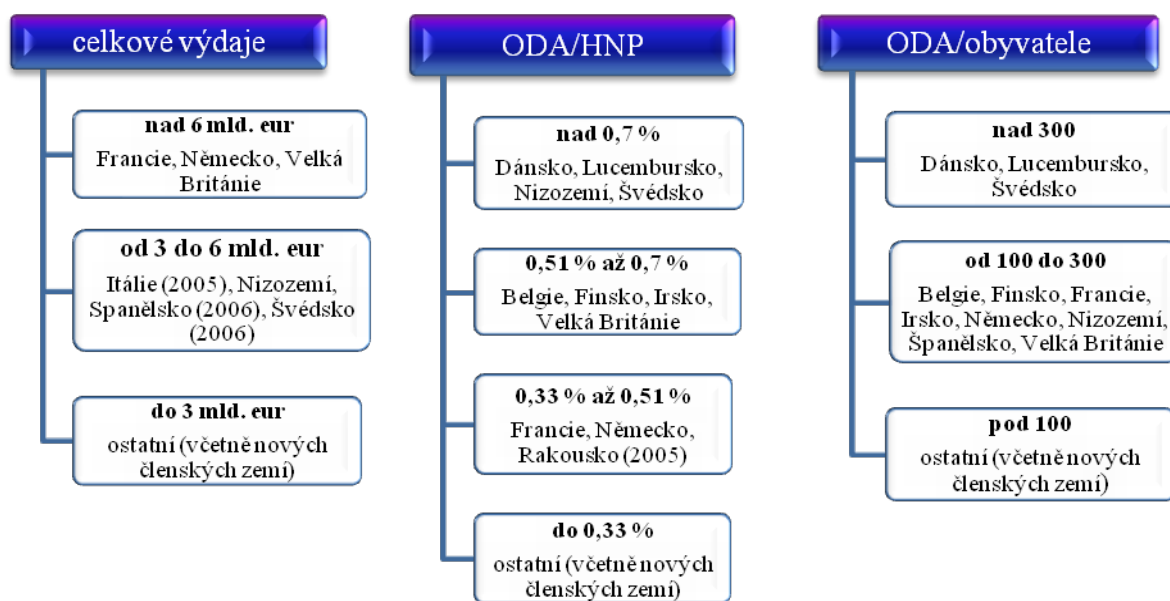 celkové výdaje
nad 6 mld. eur
Francie, Německo, Velká
Británie
od 3 do 6 mld. eur
Itálie (2005), Nizozemí,
Spanělsko (2006), Švédsko
(2006)
do 3 mld. eur
ostatní (včetně nových
členských zemí)
ODA/HNP
nad 0,7 %
Dánsko, Lucembursko,
Nizozemí, Švédsko
0,51 % až 0,7 %
Belgie, Finsko, Irsko,
Velká Británie
0,33 % až 0,51 %
Francie, Německo,
Rakousko (2005)
do 0,33 %
ostatní (včetně nových
členských zemí)
ODA/obyvatele
nad 300
Dánsko, Lucembursko,
Švédsko
od 100 do 300
Belgie, Finsko, Francie,
Irsko, Německo, Nizozemí,
Španělsko, Velká Británie
pod 100
ostatní (včetně nových
členských zemí)